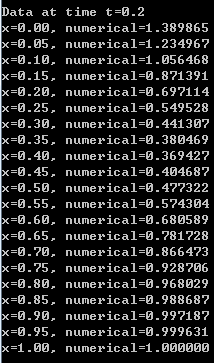 Data at time t=0.2
x=0.00, numerical=1.389865
x=0.05, numerical=1.234967
x=0.10, numerical=1.056468
x=0.15, numerical=0.871391
x=0.20, numerical=0.697114
x=0.25, numerical=0.549528
x=0.30, numerical=0.441307
x=0.35, numerical=0.380469
x=0.40, numerical=0.369427
x=0.45, numerical=0.404687
x=0.50, numerical=0.477322
x=0.55, numerical=0.574304
x=0.60, numerical=0.680589
x=0.65, numerical=0.781728
x=0.70, numerical=0.866473
x=0.75, numerical=0.928706
x=0.80, numerical=0.968029
x=0.85, numerical=0.988687
x=0.90, numerical=0.997187
x=0.95, numerical=0.999631
x=1.00, numerical=1.000000